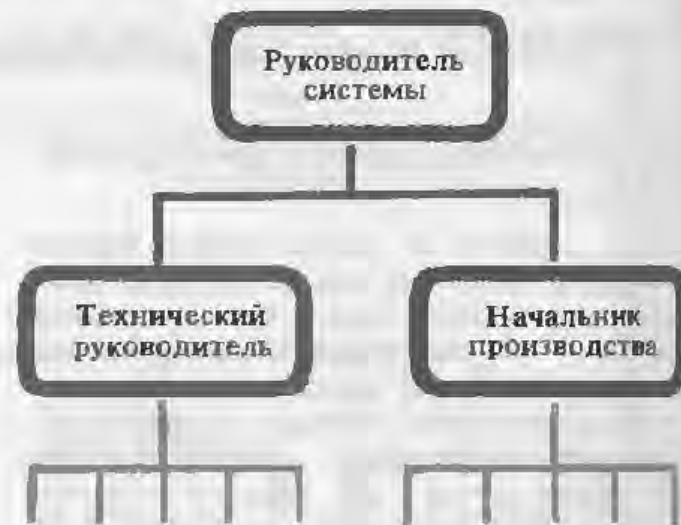 Руководитель
системы
Технический
руководитель
Начальник
производства